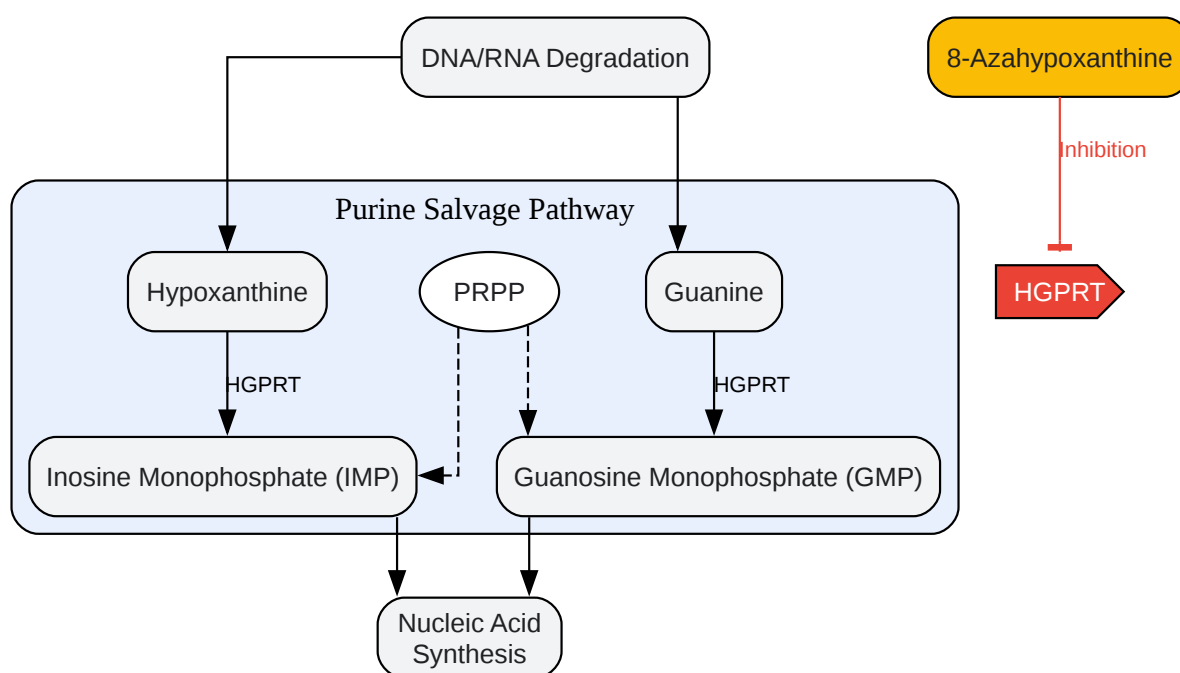 DNA/RNA Degradation
8-Azahypoxanthine
Inhibition
Purine Salvage Pathway
Hypoxanthine
PRPP
Guanine
HGPRT
HGPRT
HGPRT
Inosine Monophosphate (IMP)
Guanosine Monophosphate (GMP)
Nucleic Acid
Synthesis